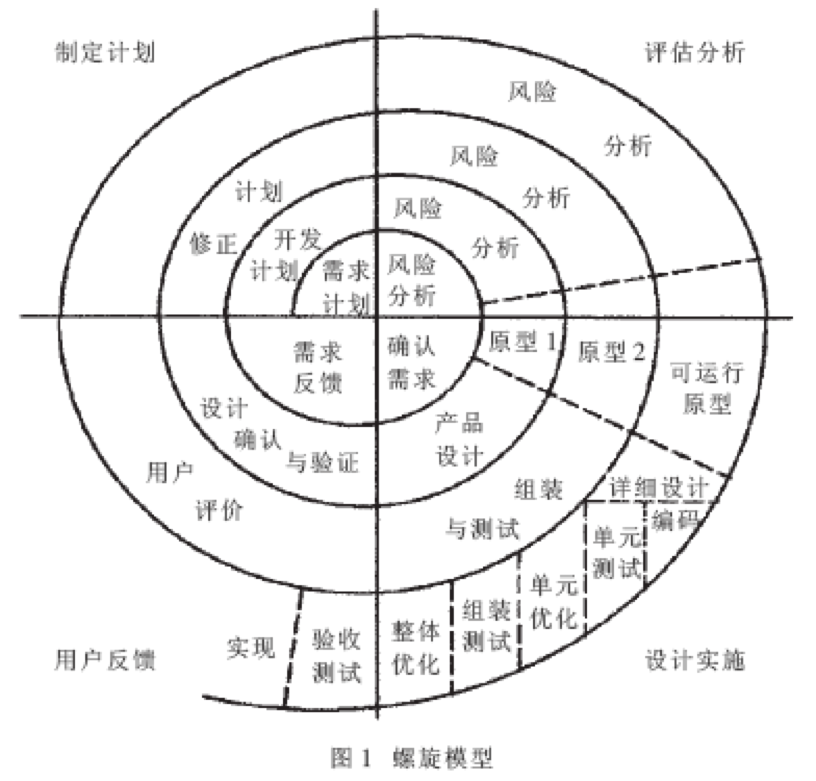 制定计划
评估分析
风险
分析
风险
分析
风险
分析
风险
分析
计划
修正
开发
计划
需求
计划
需求
反馈
确认
需求
原型 1
原型 2
可运行
原型
设计
确认
与验证
产品
设计
用户
评价
组装
与测试
详细设计
编码
单元
测试
单元
优化
组装
测试
整体
优化
验收
测试
实现
用户反馈
设计实施
图 1 螺旋模型